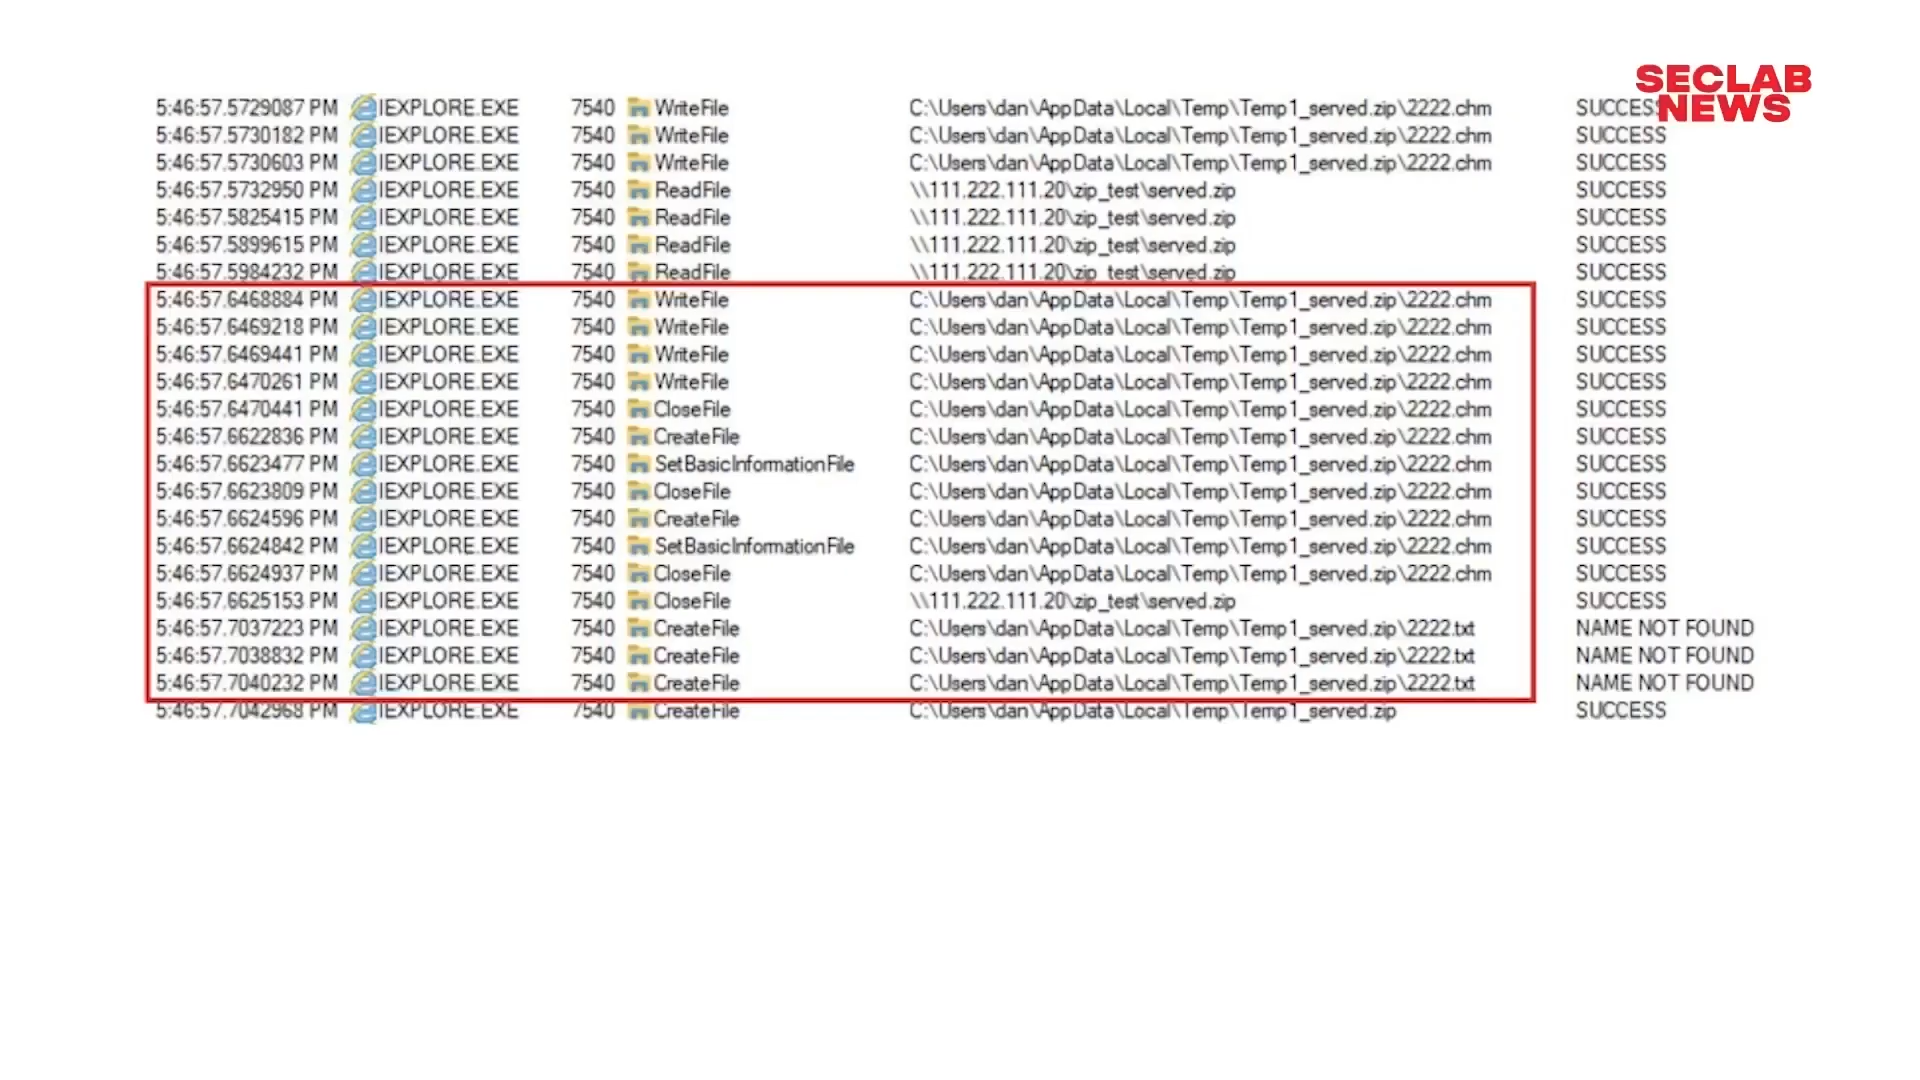 SECLAB
NEWS
5:46:57.5729087 PM IEXPLORE.EXE 7540 WriteFile C:\Users\dan\AppData\Local\Temp\Temp1_served.zip\2222.chm SUCCESS
5:46:57.5730182 PM IEXPLORE.EXE 7540 WriteFile C:\Users\dan\AppData\Local\Temp\Temp1_served.zip\2222.chm SUCCESS
5:46:57.5730603 PM IEXPLORE.EXE 7540 WriteFile C:\Users\dan\AppData\Local\Temp\Temp1_served.zip\2222.chm SUCCESS
5:46:57.5732950 PM IEXPLORE.EXE 7540 ReadFile \\111.222.111.20\zip_test\served.zip SUCCESS
5:46:57.5825415 PM IEXPLORE.EXE 7540 ReadFile \\111.222.111.20\zip_test\served.zip SUCCESS
5:46:57.5899615 PM IEXPLORE.EXE 7540 ReadFile \\111.222.111.20\zip_test\served.zip SUCCESS
5:46:57.5984232 PM IEXPLORE.EXE 7540 ReadFile \\111.222.111.20\zip_test\served.zip SUCCESS
5:46:57.6468884 PM IEXPLORE.EXE 7540 WriteFile C:\Users\dan\AppData\Local\Temp\Temp1_served.zip\2222.chm SUCCESS
5:46:57.6469218 PM IEXPLORE.EXE 7540 WriteFile C:\Users\dan\AppData\Local\Temp\Temp1_served.zip\2222.chm SUCCESS
5:46:57.6469441 PM IEXPLORE.EXE 7540 WriteFile C:\Users\dan\AppData\Local\Temp\Temp1_served.zip\2222.chm SUCCESS
5:46:57.6470261 PM IEXPLORE.EXE 7540 WriteFile C:\Users\dan\AppData\Local\Temp\Temp1_served.zip\2222.chm SUCCESS
5:46:57.6470441 PM IEXPLORE.EXE 7540 CloseFile C:\Users\dan\AppData\Local\Temp\Temp1_served.zip\2222.chm SUCCESS
5:46:57.6622836 PM IEXPLORE.EXE 7540 CreateFile C:\Users\dan\AppData\Local\Temp\Temp1_served.zip\2222.chm SUCCESS
5:46:57.6623477 PM IEXPLORE.EXE 7540 SetBasicInformationFile C:\Users\dan\AppData\Local\Temp\Temp1_served.zip\2222.chm SUCCESS
5:46:57.6623809 PM IEXPLORE.EXE 7540 CloseFile C:\Users\dan\AppData\Local\Temp\Temp1_served.zip\2222.chm SUCCESS
5:46:57.6624596 PM IEXPLORE.EXE 7540 CreateFile C:\Users\dan\AppData\Local\Temp\Temp1_served.zip\2222.chm SUCCESS
5:46:57.6624842 PM IEXPLORE.EXE 7540 SetBasicInformationFile C:\Users\dan\AppData\Local\Temp\Temp1_served.zip\2222.chm SUCCESS
5:46:57.6624937 PM IEXPLORE.EXE 7540 CloseFile C:\Users\dan\AppData\Local\Temp\Temp1_served.zip\2222.chm SUCCESS
5:46:57.6625153 PM IEXPLORE.EXE 7540 CloseFile \\111.222.111.20\zip_test\served.zip SUCCESS
5:46:57.7037223 PM IEXPLORE.EXE 7540 CreateFile C:\Users\dan\AppData\Local\Temp\Temp1_served.zip\2222.txt NAME NOT FOUND
5:46:57.7038832 PM IEXPLORE.EXE 7540 CreateFile C:\Users\dan\AppData\Local\Temp\Temp1_served.zip\2222.txt NAME NOT FOUND
5:46:57.7040232 PM IEXPLORE.EXE 7540 CreateFile C:\Users\dan\AppData\Local\Temp\Temp1_served.zip\2222.txt NAME NOT FOUND
5:46:57.7042968 PM IEXPLORE.EXE 7540 CreateFile C:\Users\dan\AppData\Local\Temp\Temp1_served.zip SUCCESS